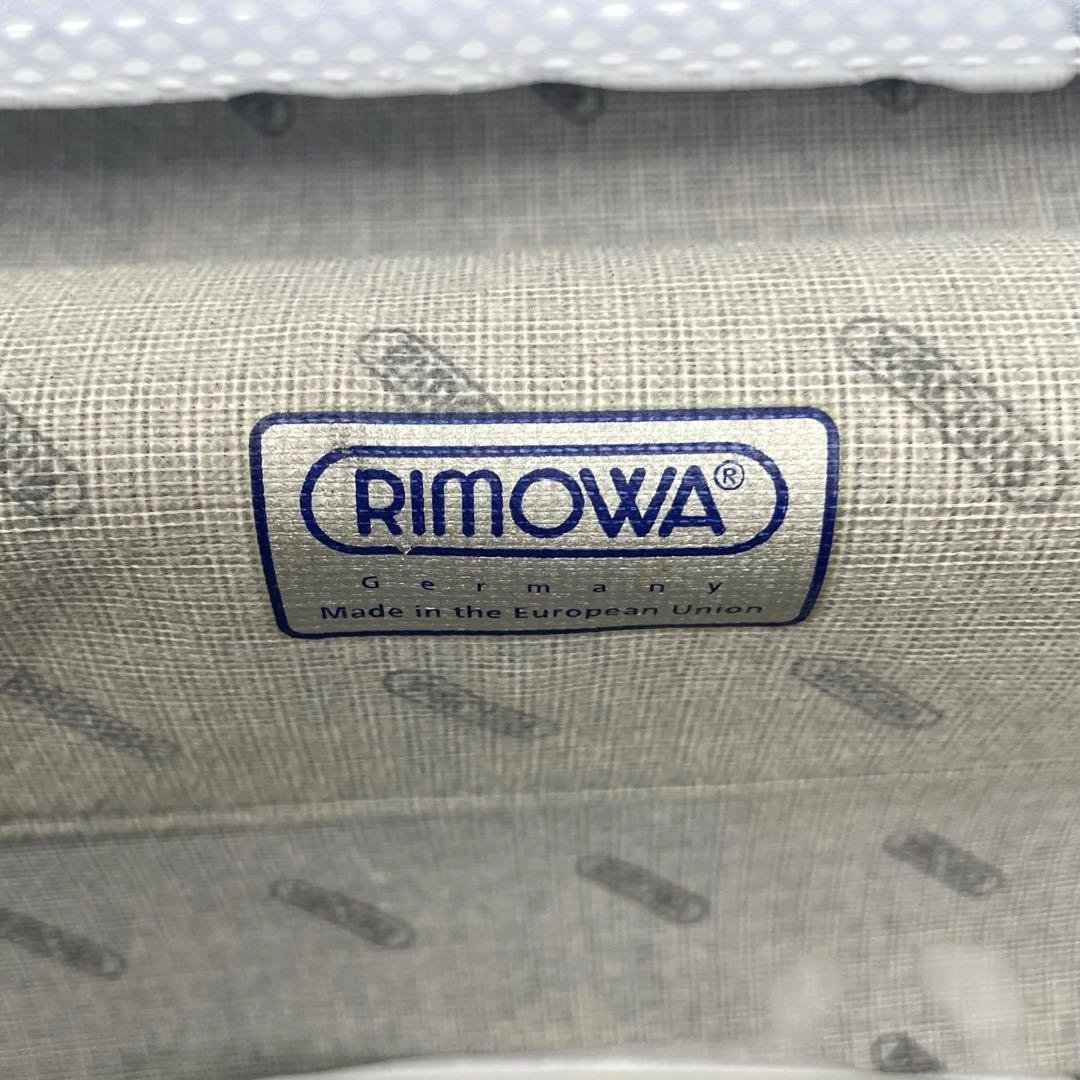 RIMOWA®
Germany
Made in the European Union